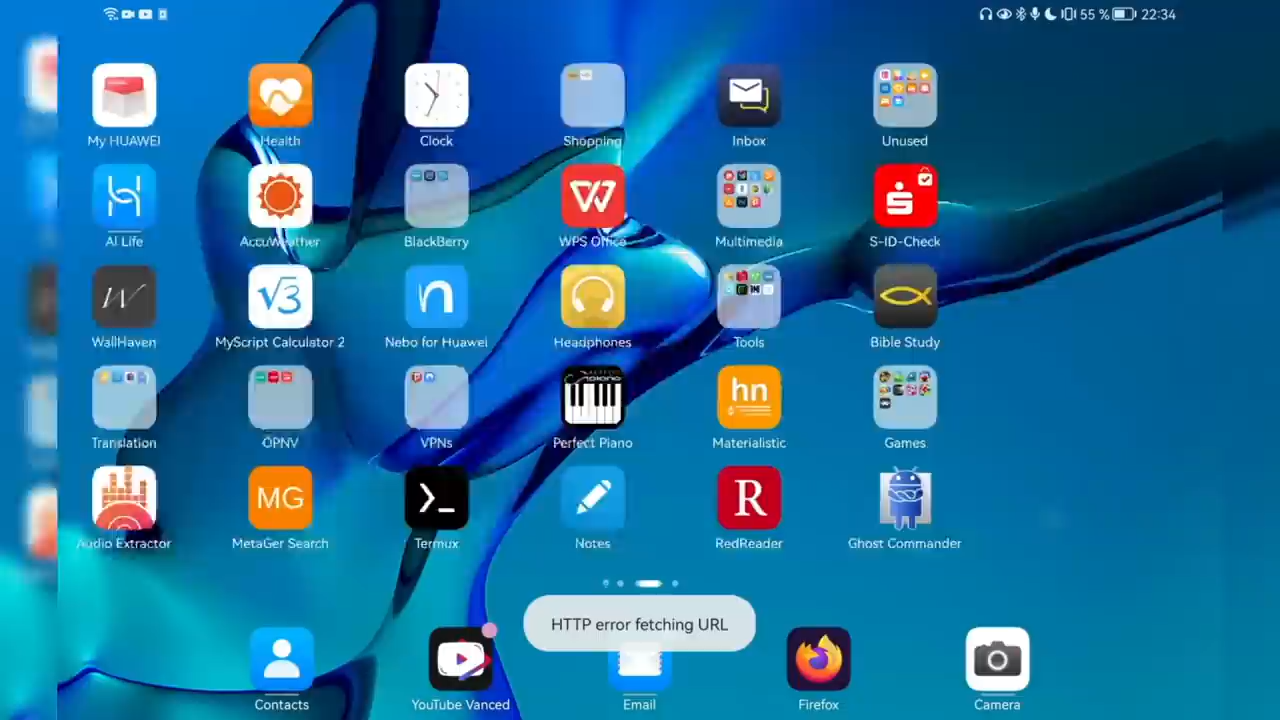 55 % 22:34
My HUAWEI
Health
Clock
Shopping
Inbox
Unused
AI Life
AccuWeather
BlackBerry
WPS Office
Multimedia
S-ID-Check
W
√3
n
WallHaven
MyScript Calculator 2
Nebo for Huawei
Headphones
Tools
Bible Study
hn
Translation
ÖPNV
VPNs
Perfect Piano
Materialistic
Games
MG
>_
R
Audio Extractor
MetaGer Search
Termux
Notes
RedReader
Ghost Commander
HTTP error fetching URL
Contacts
YouTube Vanced
Email
Firefox
Camera